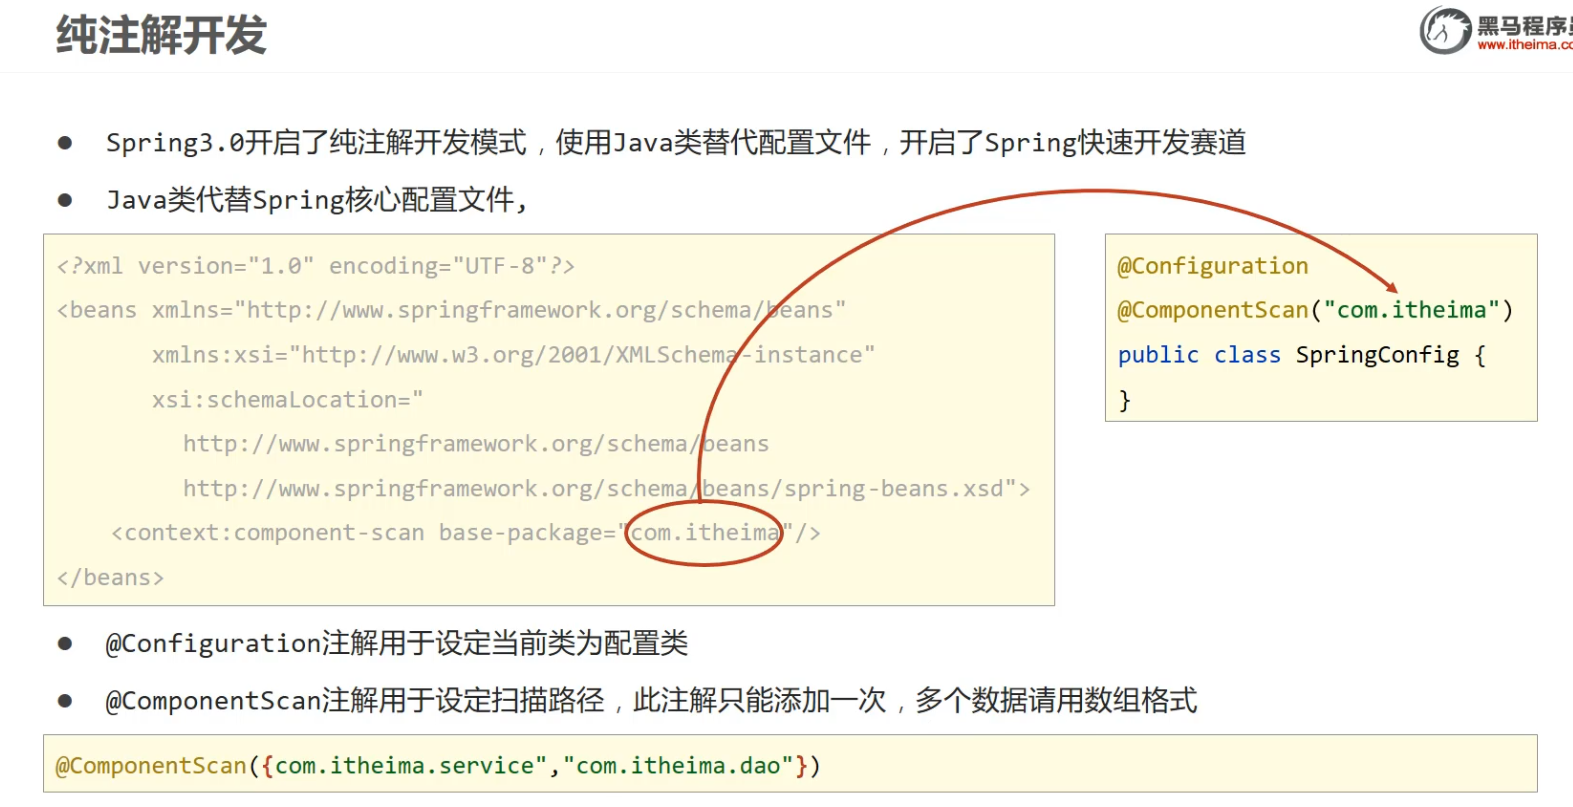 纯注解开发
黑马程序员
www.itheima.co
● Spring3.0开启了纯注解开发模式，使用Java类替代配置文件，开启了Spring快速开发赛道
● Java类代替Spring核心配置文件,
<?xml version="1.0" encoding="UTF-8"?>
<beans xmlns="http://www.springframework.org/schema/beans"
xmlns:xsi="http://www.w3.org/2001/XMLSchema-instance"
xsi:schemaLocation="
http://www.springframework.org/schema/beans
http://www.springframework.org/schema/beans/spring-beans.xsd">
<context:component-scan base-package="com.itheima"/>
</beans>
@Configuration
@ComponentScan("com.itheima")
public class SpringConfig {
}
● @Configuration注解用于设定当前类为配置类
● @ComponentScan注解用于设定扫描路径，此注解只能添加一次，多个数据请用数组格式
@ComponentScan({com.itheima.service","com.itheima.dao"})